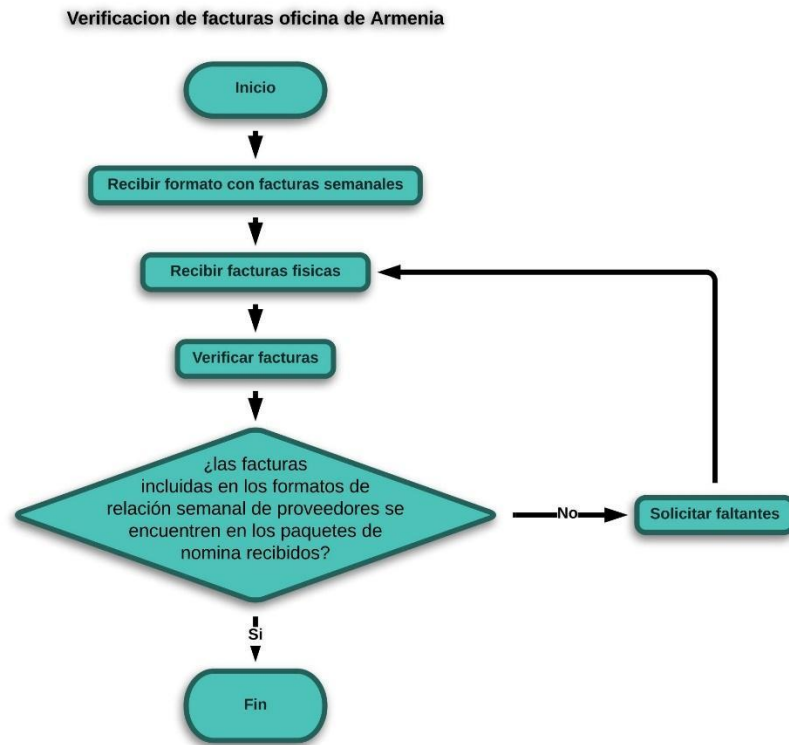 Verificacion de facturas oficina de Armenia
Inicio
Recibir formato con facturas semanales
Recibir facturas fisicas
Verificar facturas
¿las facturas
incluidas en los formatos de
relación semanal de proveedores se
encuentren en los paquetes de
nomina recibidos?
No
Solicitar faltantes
Si
Fin